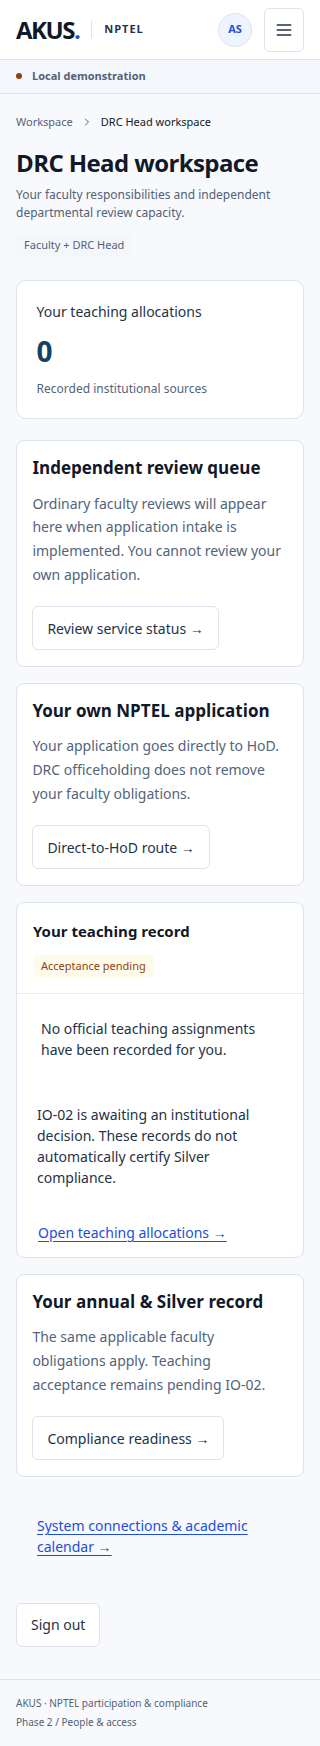 AKUS. NPTEL AS
Local demonstration
Workspace > DRC Head workspace
DRC Head workspace
Your faculty responsibilities and independent
departmental review capacity.
Faculty + DRC Head
Your teaching allocations
0
Recorded institutional sources
Independent review queue
Ordinary faculty reviews will appear
here when application intake is
implemented. You cannot review your
own application.
Review service status →
Your own NPTEL application
Your application goes directly to HoD.
DRC officeholding does not remove
your faculty obligations.
Direct-to-HoD route →
Your teaching record
Acceptance pending
No official teaching assignments
have been recorded for you.
IO-02 is awaiting an institutional
decision. These records do not
automatically certify Silver
compliance.
Open teaching allocations →
Your annual & Silver record
The same applicable faculty
obligations apply. Teaching
acceptance remains pending IO-02.
Compliance readiness →
System connections & academic
calendar →
Sign out
AKUS · NPTEL participation & compliance
Phase 2 / People & access